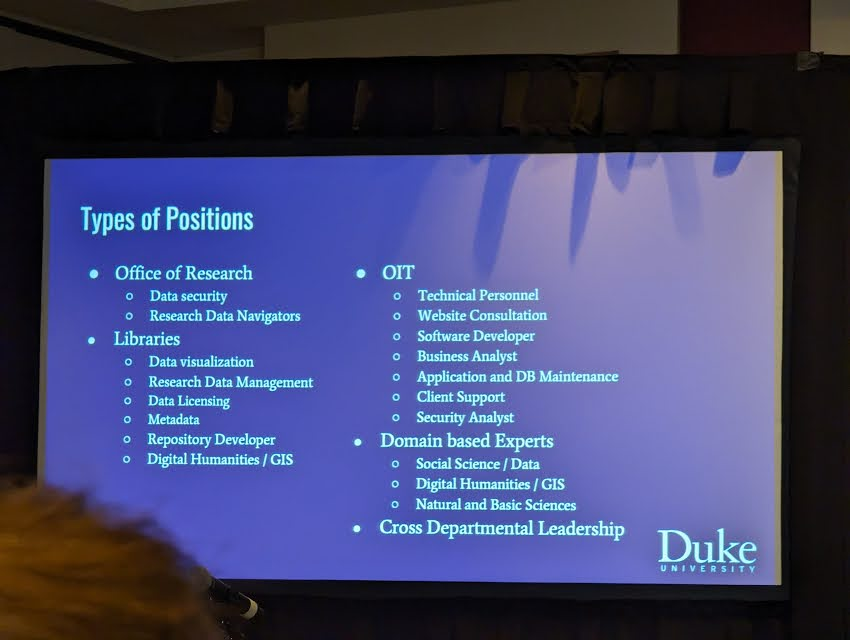 Types of Positions
Office of Research
Data security
Research Data Navigators
Libraries
Data visualization
Research Data Management
Data Licensing
Metadata
Repository Developer
Digital Humanities / GIS
OIT
Technical Personnel
Website Consultation
Software Developer
Business Analyst
Application and DB Maintenance
Client Support
Security Analyst
Domain based Experts
Social Science / Data
Digital Humanities / GIS
Natural and Basic Sciences
Cross Departmental Leadership
Duke
UNIVERSITY